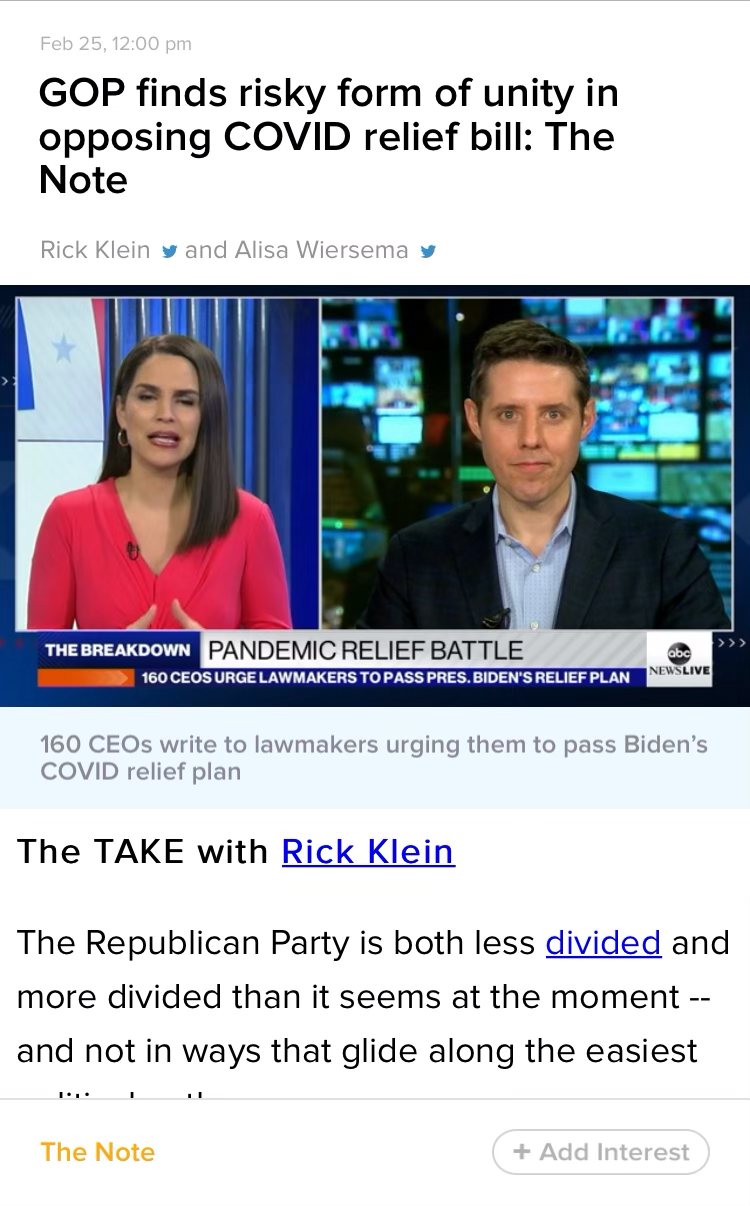 Feb 25, 12:00 pm
GOP finds risky form of unity in
opposing COVID relief bill: The
Note
Rick Klein and Alisa Wiersema
THE BREAKDOWN PANDEMIC RELIEF BATTLE
abc
NEWS LIVE
160 CEOS URGE LAWMAKERS TO PASS PRES. BIDEN'S RELIEF PLAN
160 CEOs write to lawmakers urging them to pass Biden’s
COVID relief plan
The TAKE with Rick Klein
The Republican Party is both less divided and
more divided than it seems at the moment --
and not in ways that glide along the easiest
The Note
+ Add Interest